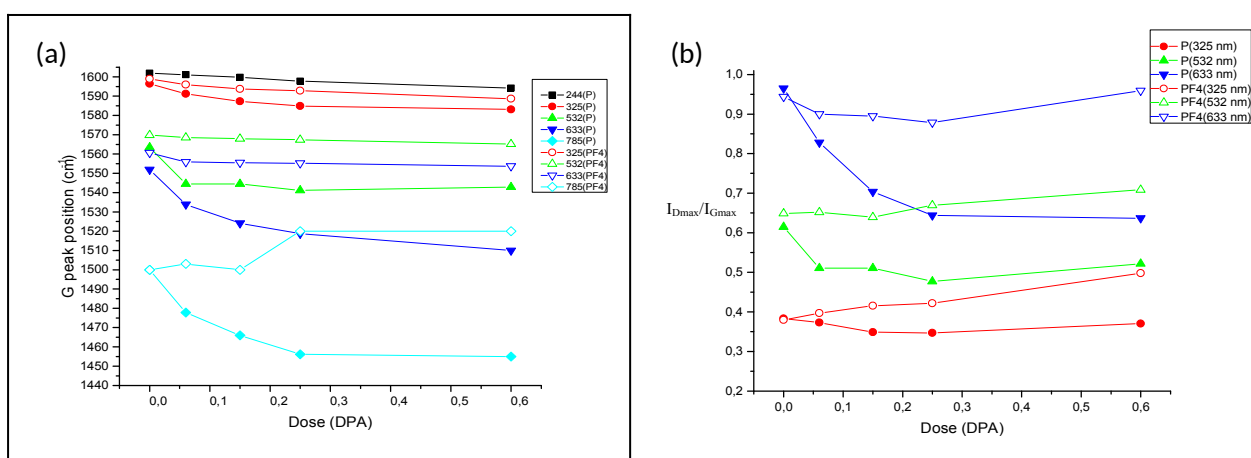 (a)
G peak position (cm⁻¹)
1600
1590
1580
1570
1560
1550
1540
1530
1520
1510
1500
1490
1480
1470
1460
1450
1440
0,0 0,1 0,2 0,3 0,4 0,5 0,6
Dose (DPA)
244(P)
325(P)
532(P)
633(P)
785(P)
325(PF4)
532(PF4)
633(PF4)
785(PF4)
(b)
I_Dmax/I_Gmax
1,0
0,9
0,8
0,7
0,6
0,5
0,4
0,3
0,2
0,0 0,1 0,2 0,3 0,4 0,5 0,6
Dose (DPA)
P(325 nm)
P(532 nm)
P(633 nm)
PF4(325 nm)
PF4(532 nm)
PF4(633 nm)